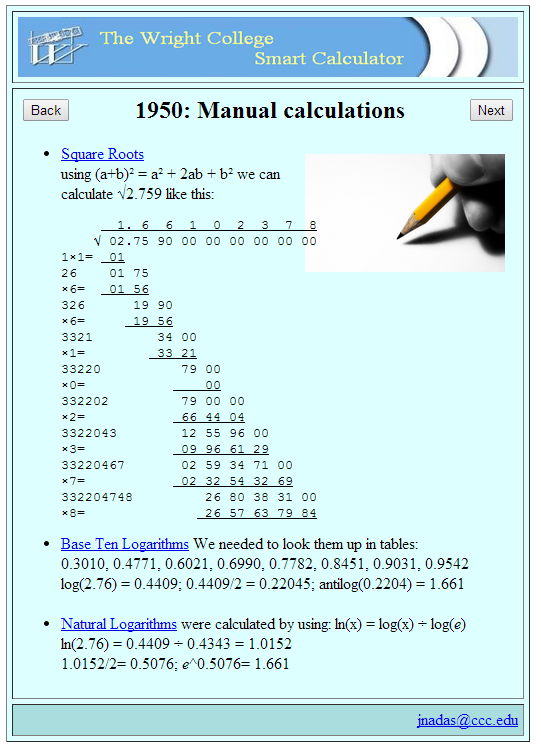 The Wright College
Smart Calculator
Back
1950: Manual calculations
Next
• Square Roots
using (a+b)² = a² + 2ab + b² we can
calculate √2.759 like this:
1. 6 6 1 0 2 3 7 8
√ 02.75 90 00 00 00 00 00 00
1×1= 01
26 01 75
×6= 01 56
326 19 90
×6= 19 56
3321 34 00
×1= 33 21
33220 79 00
×0= 00
332202 79 00 00
×2= 66 44 04
3322043 12 55 96 00
×3= 09 96 61 29
33220467 02 59 34 71 00
×7= 02 32 54 32 69
332204748 26 80 38 31 00
×8= 26 57 63 79 84
• Base Ten Logarithms We needed to look them up in tables:
0.3010, 0.4771, 0.6021, 0.6990, 0.7782, 0.8451, 0.9031, 0.9542
log(2.76) = 0.4409; 0.4409/2 = 0.22045; antilog(0.2204) = 1.661
• Natural Logarithms were calculated by using: ln(x) = log(x) ÷ log(e)
ln(2.76) = 0.4409 ÷ 0.4343 = 1.0152
1.0152/2= 0.5076; e^0.5076= 1.661
jnadas@ccc.edu